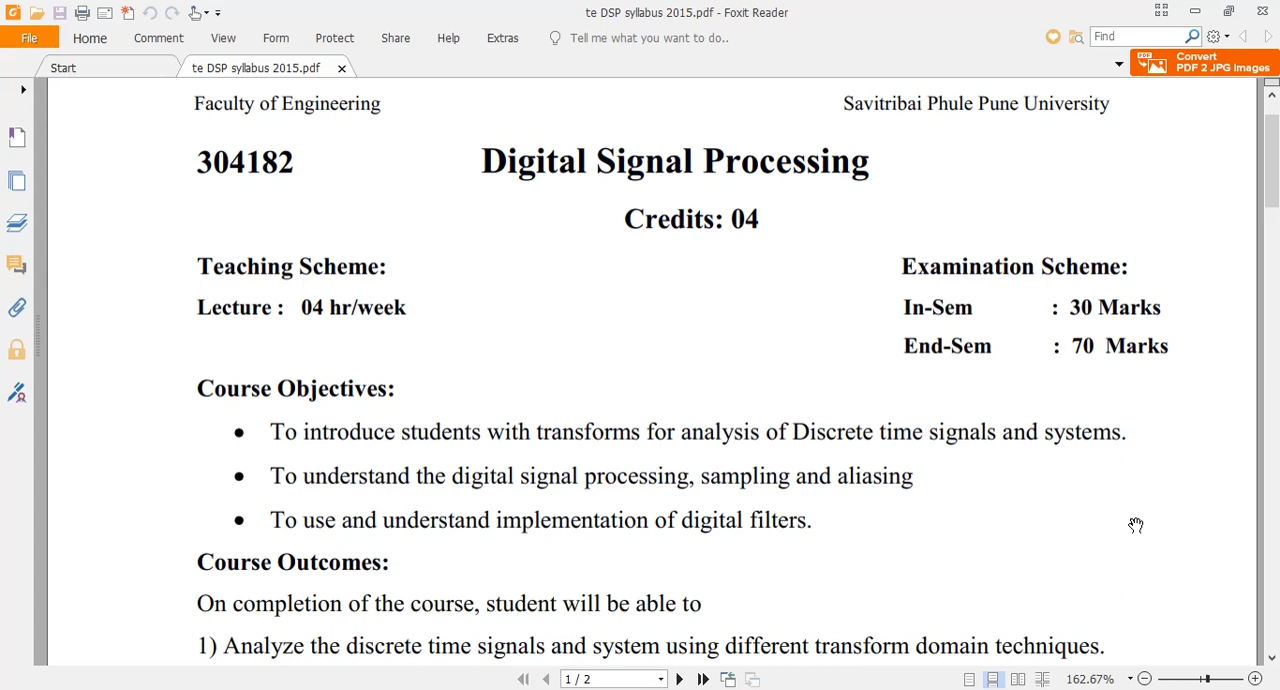 te DSP syllabus 2015.pdf - Foxit Reader
File Home Comment View Form Protect Share Help Extras Tell me what you want to do.. Find
Start te DSP syllabus 2015.pdf
Convert
PDF 2 JPG Images
Faculty of Engineering Savitribai Phule Pune University
304182 Digital Signal Processing
Credits: 04
Teaching Scheme: Examination Scheme:
Lecture : 04 hr/week In-Sem : 30 Marks
End-Sem : 70 Marks
Course Objectives:
• To introduce students with transforms for analysis of Discrete time signals and systems.
• To understand the digital signal processing, sampling and aliasing
• To use and understand implementation of digital filters.
Course Outcomes:
On completion of the course, student will be able to
1) Analyze the discrete time signals and system using different transform domain techniques.
1 / 2 162.67%